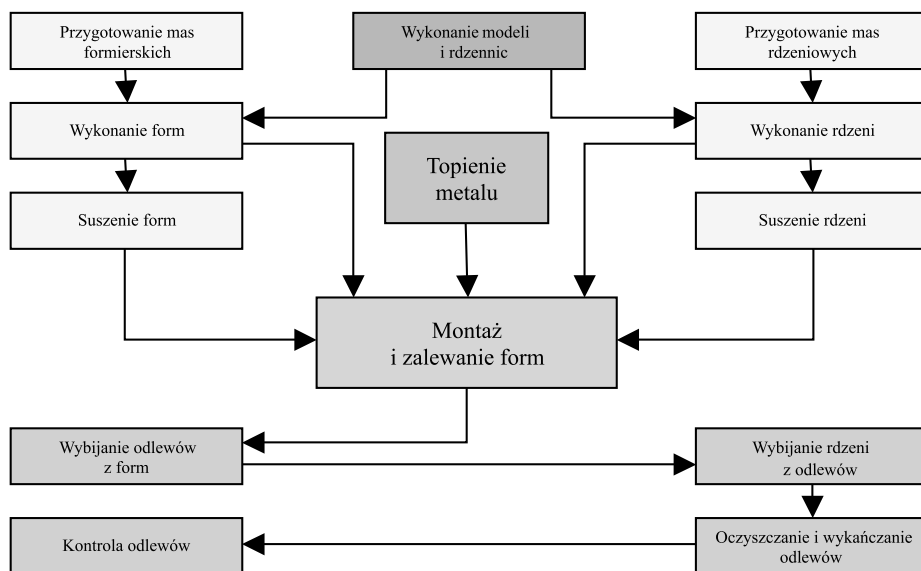 Przygotowanie mas
formierskich
Wykonanie modeli
i rdzennic
Przygotowanie mas
rdzeniowych
Wykonanie form
Wykonanie rdzeni
Topienie
metalu
Suszenie form
Suszenie rdzeni
Montaż
i zalewanie form
Wybijanie odlewów
z form
Wybijanie rdzeni
z odlewów
Kontrola odlewów
Oczyszczanie i wykańczanie
odlewów